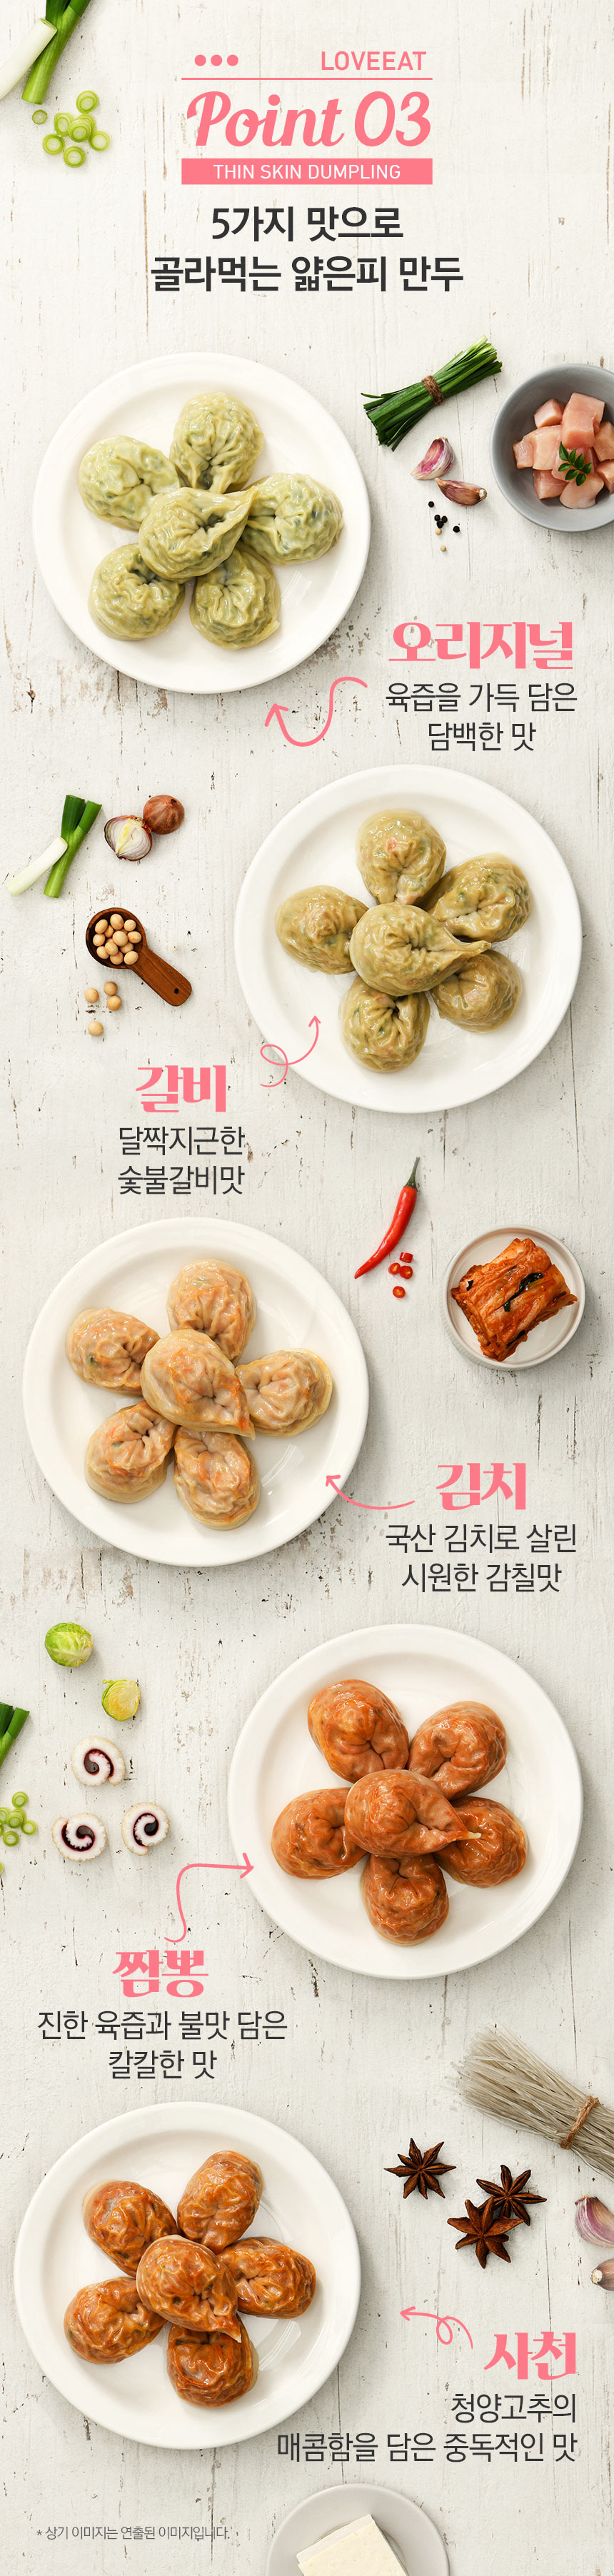 LOVEEAT
Point 03
THIN SKIN DUMPLING
5가지 맛으로
골라먹는 얇은피 만두
오리지널
육즙을 가득 담은
담백한 맛
갈비
달짝지근한
숯불갈비맛
김치
국산 김치로 살린
시원한 감칠맛
짬뽕
진한 육즙과 불맛 담은
칼칼한 맛
사천
청양고추의
매콤함을 담은 중독적인 맛
* 상기 이미지는 연출된 이미지입니다.